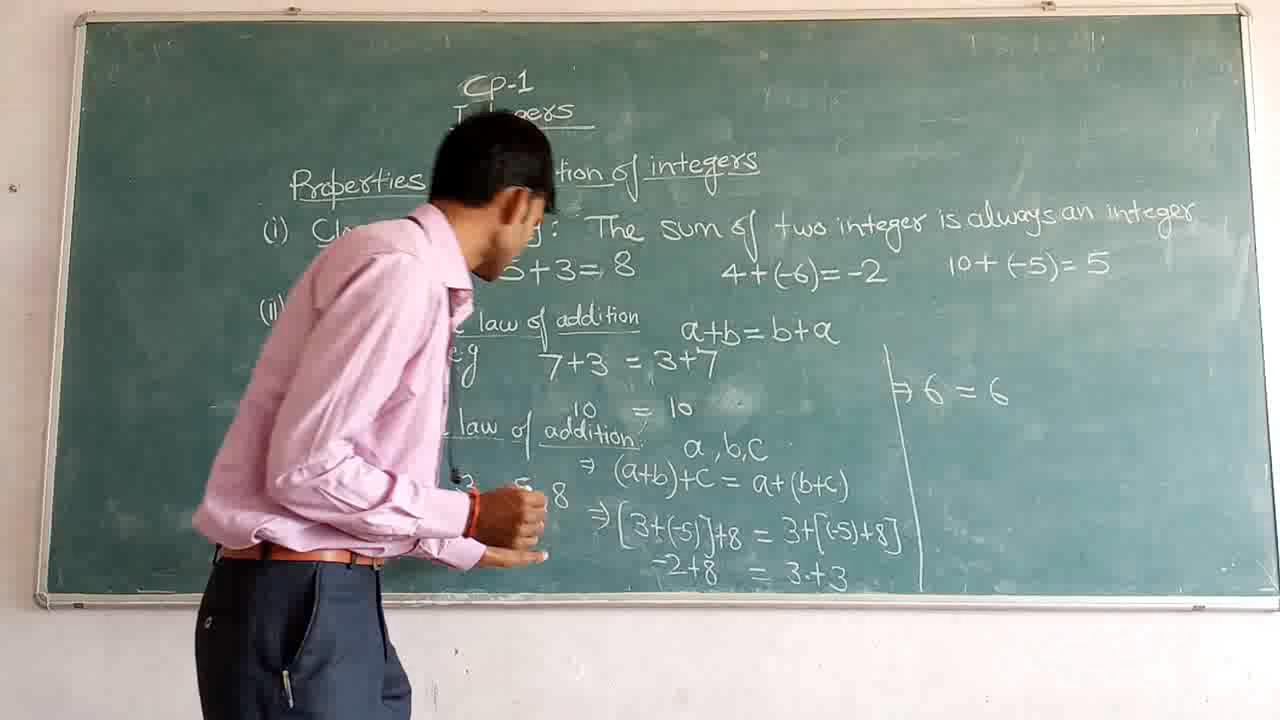 CP-1
Properties of integers
(i) : The sum of two integer is always an integer
5+3=8 4+(-6)=-2 10+(-5)=5
(ii) law of addition a+b=b+a
e.g 7+3 = 3+7
10 = 10
law of addition: a,b,c
⇒ (a+b)+c = a+(b+c)
8 ⇒ [3+(-5)]+8 = 3+[(-5)+8]
-2+8 = 3+3
⇒ 6 = 6